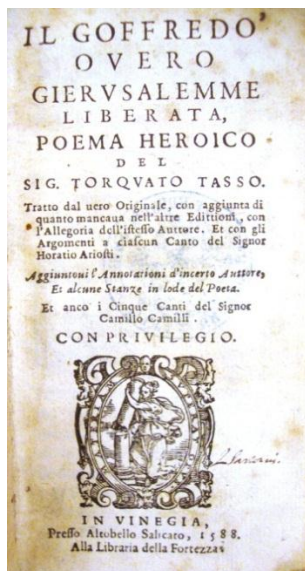 IL GOFFREDO
OVERO
GIERVSALEMME
LIBERATA,
POEMA HEROICO
DEL
SIG. TORQVATO TASSO.
Tratto dal uero Originale, con aggiunta di
quanto mancaua nell'altre Editioni, con
l'Allegoria dell'istesso Auttore. Et con gli
Argomenti a ciascun Canto del Signor
Horatio Ariosti.
Aggiuntoui l'Annotationi d'incerto Auttore,
Et alcune Stanze in lode del Poeta.
Et anco i Cinque Canti del Signor
Camillo Camilli.
CON PRIVILEGIO.
IN VINEGIA,
Presso Altobello Salicato, 1588.
Alla Libraria della Fortezza